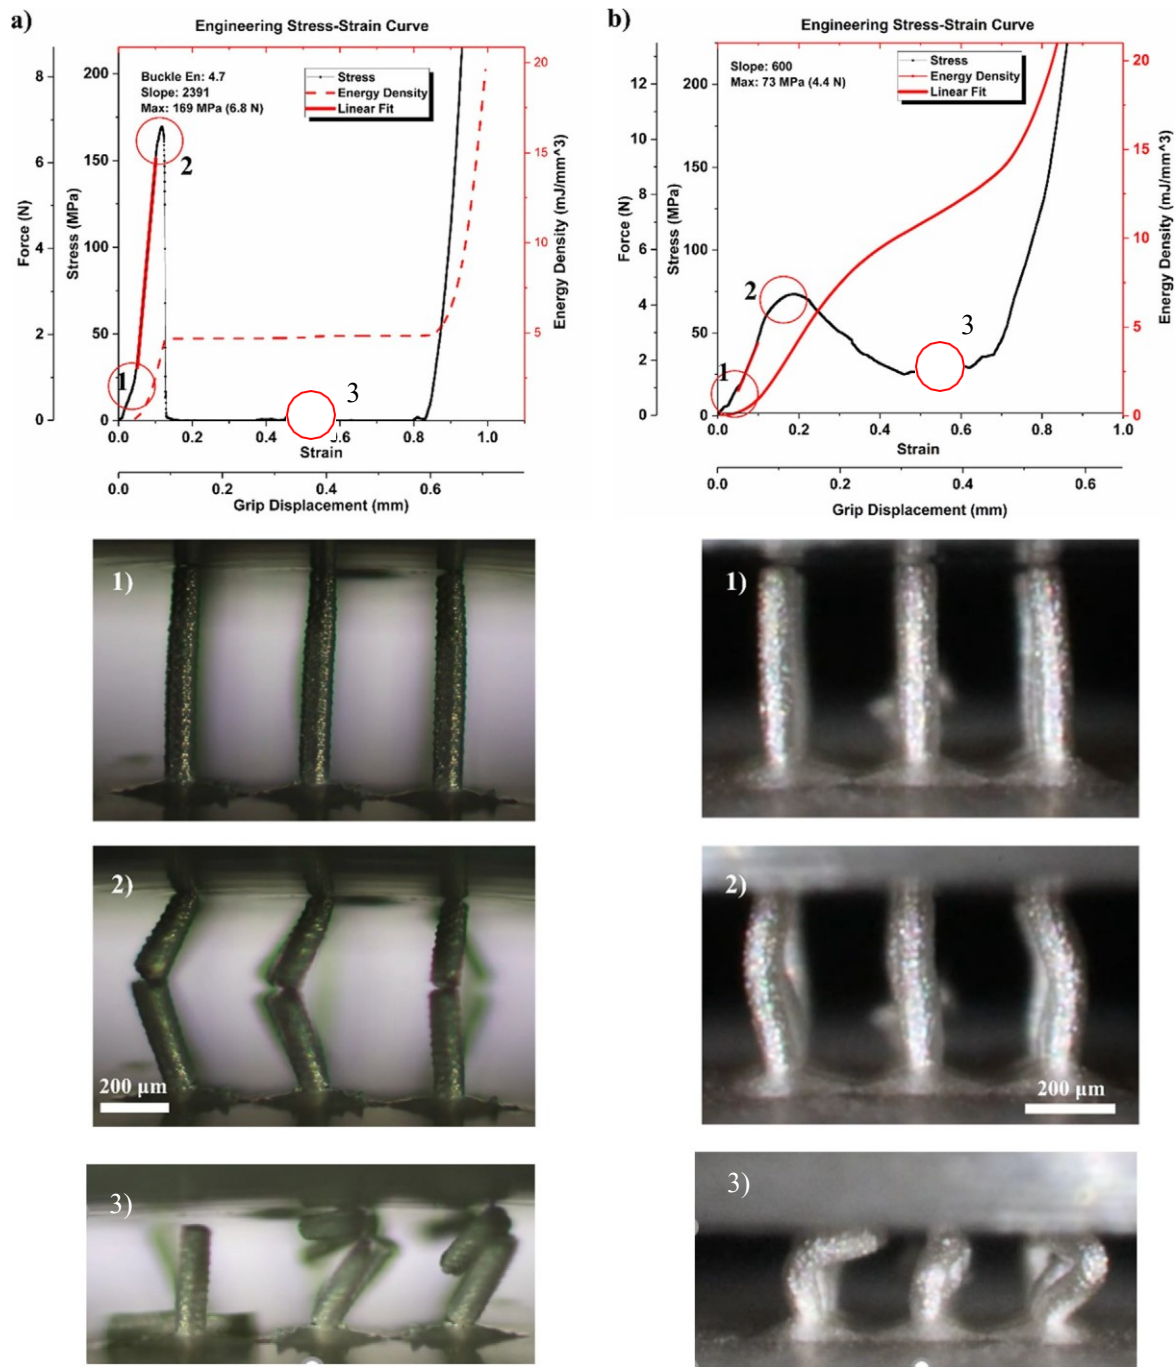 a)
Engineering Stress-Strain Curve
Buckle En: 4.7
Slope: 2391
Max: 169 MPa (6.8 N)
Stress
Energy Density
Linear Fit
Force (N)
8
6
4
2
0
Stress (MPa)
200
150
100
50
0
Energy Density (mJ/mm^3)
20
15
10
5
0
1
2
3
0.0 0.2 0.4 0.6 0.8 1.0
Strain
0.0 0.2 0.4 0.6
Grip Displacement (mm)
b)
Engineering Stress-Strain Curve
Slope: 600
Max: 73 MPa (4.4 N)
Stress
Energy Density
Linear Fit
Force (N)
12
10
8
6
4
2
0
Stress (MPa)
200
150
100
50
0
Energy Density (mJ/mm^3)
20
15
10
5
0
1
2
3
0.0 0.2 0.4 0.6 0.8 1.0
Strain
0.0 0.2 0.4 0.6
Grip Displacement (mm)
1)
1)
2)
200 µm
2)
200 µm
3)
3)